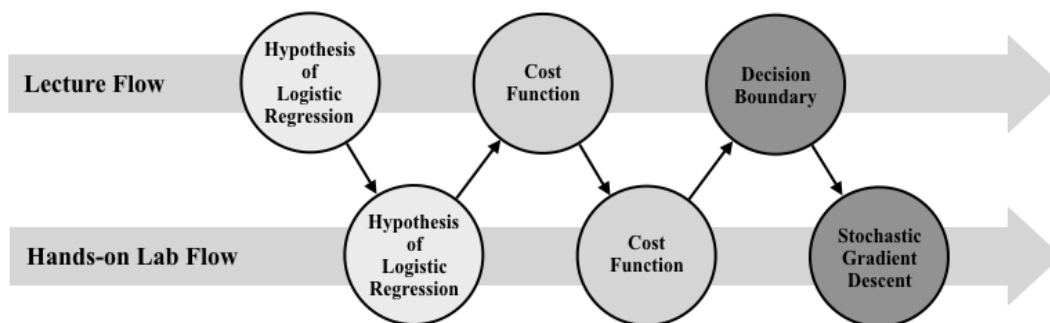 Lecture Flow
Hypothesis
of
Logistic
Regression
Cost
Function
Decision
Boundary
Hands-on Lab Flow
Hypothesis
of
Logistic
Regression
Cost
Function
Stochastic
Gradient
Descent